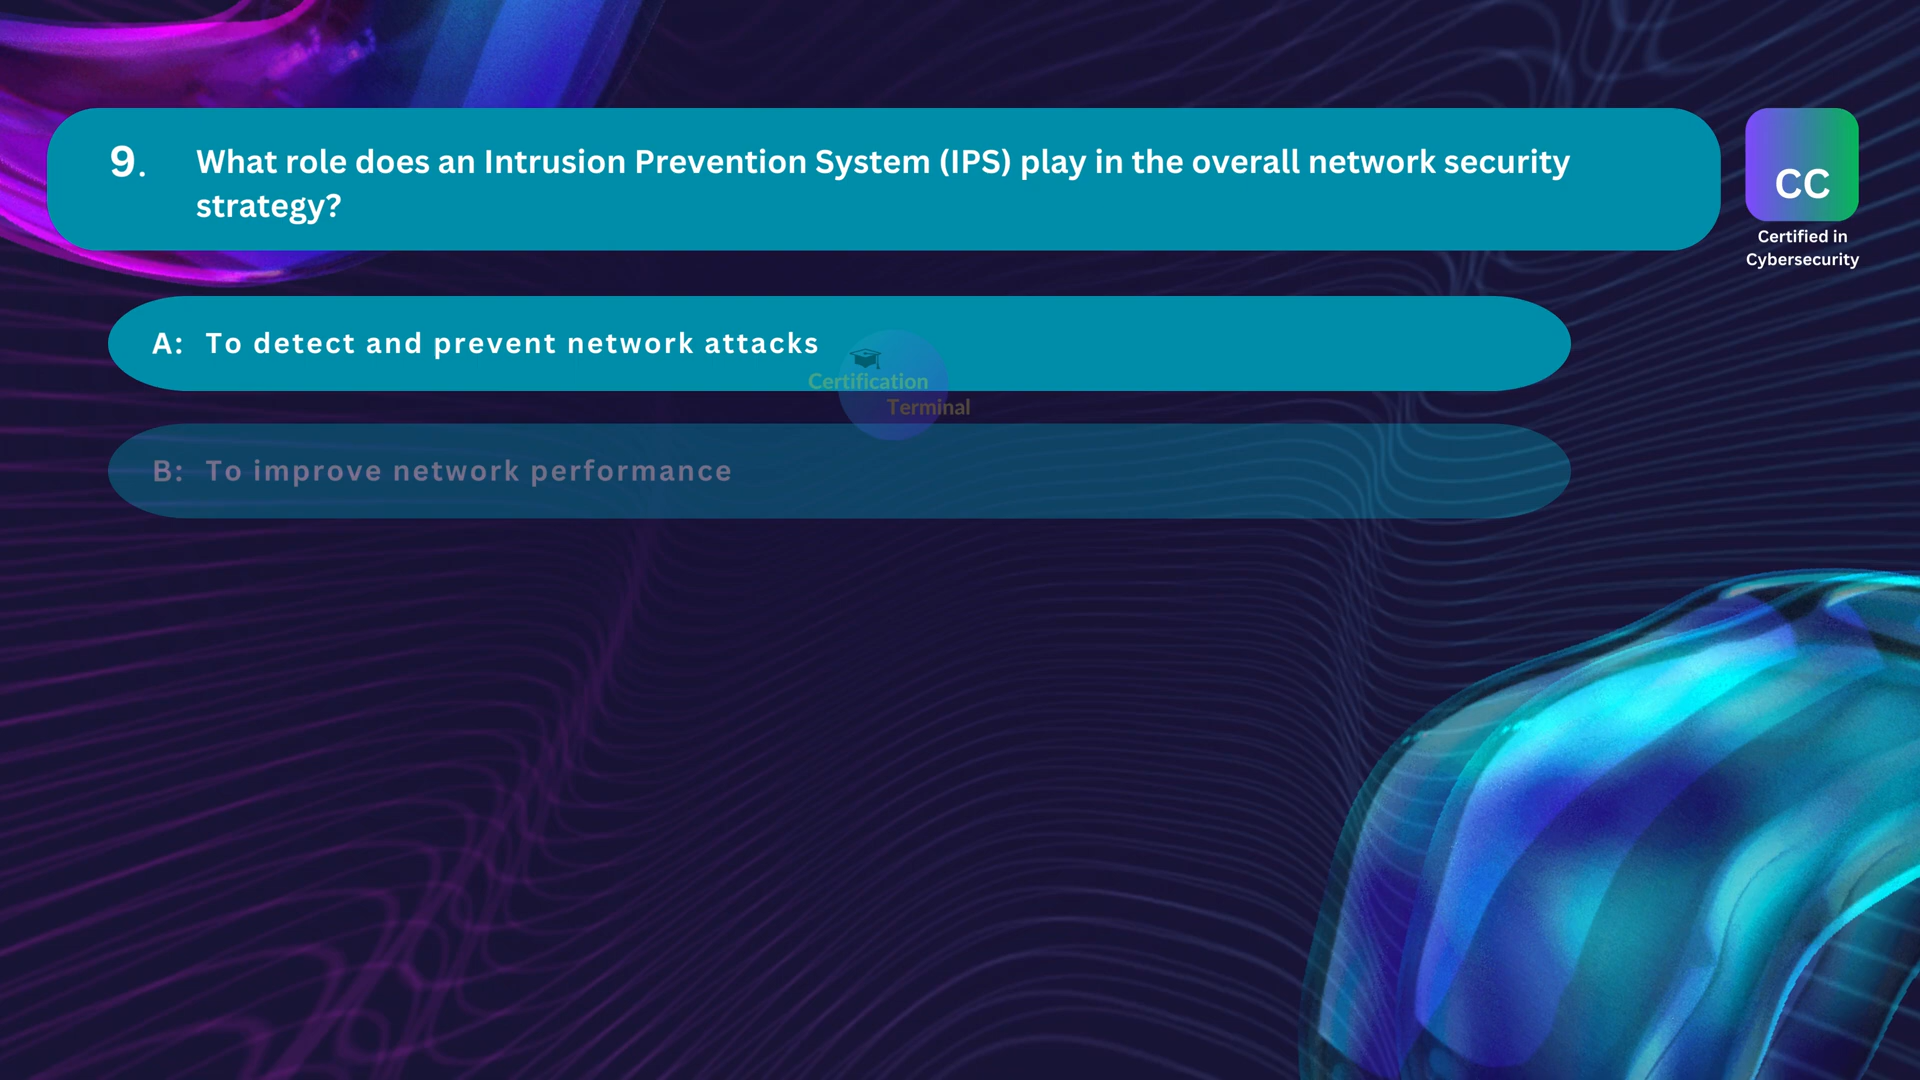 9. What role does an Intrusion Prevention System (IPS) play in the overall network security
strategy?
CC
Certified in
Cybersecurity
A: To detect and prevent network attacks
Certification
Terminal
B: To improve network performance